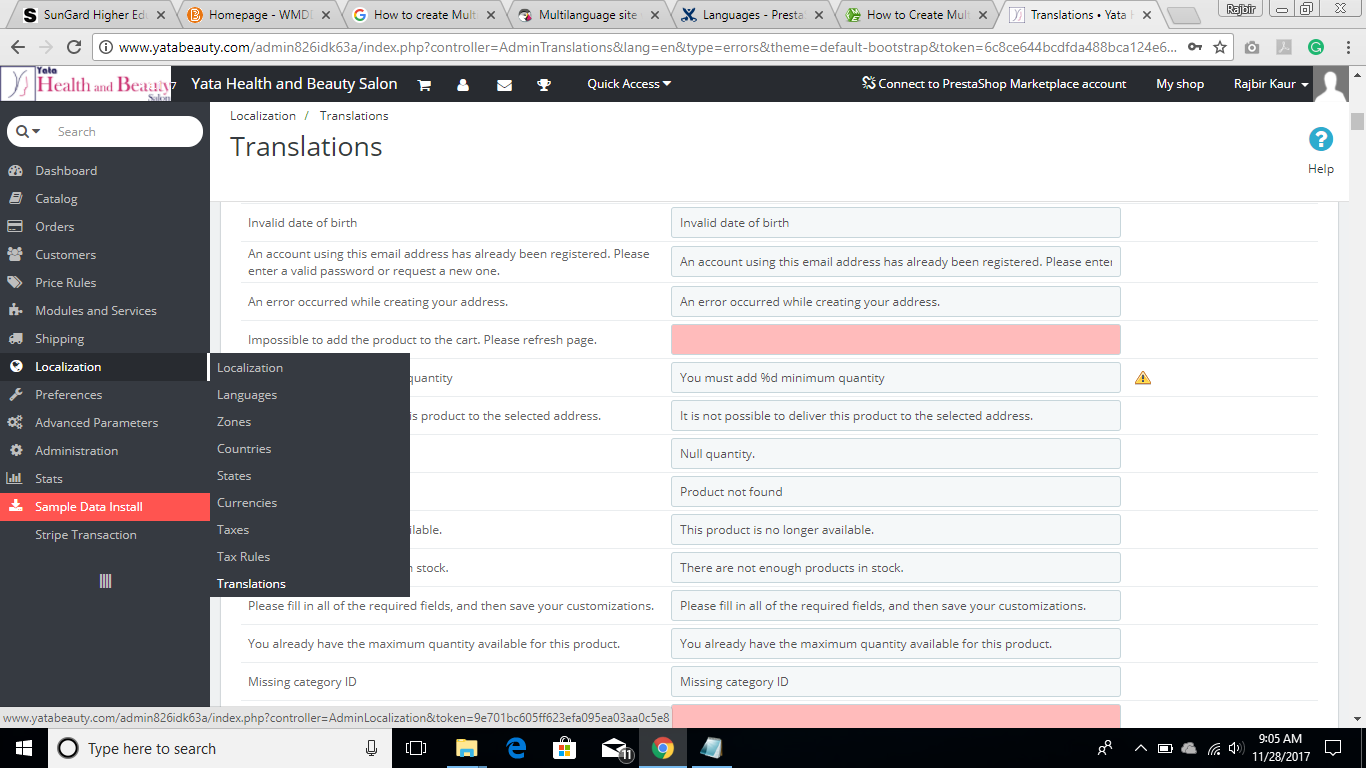 SunGard Higher Ed
Homepage - WMD
How to create Mult
Multilanguage site
Languages - Presta
How to Create Mult
Translations • Yata
Rajbir
www.yatabeauty.com/admin826idk63a/index.php?controller=AdminTranslations&lang=en&type=errors&theme=default-bootstrap&token=6c8ce644bcdfda488bca124e6...
Yata
Health and Beauty
Salon
Yata Health and Beauty Salon
Quick Access
Connect to PrestaShop Marketplace account
My shop
Rajbir Kaur
Search
Localization / Translations
Translations
Help
Dashboard
Catalog
Orders
Customers
Price Rules
Modules and Services
Shipping
Localization
Preferences
Advanced Parameters
Administration
Stats
Sample Data Install
Stripe Transaction
Localization
Languages
Zones
Countries
States
Currencies
Taxes
Tax Rules
Translations
Invalid date of birth
Invalid date of birth
An account using this email address has already been registered. Please
enter a valid password or request a new one.
An account using this email address has already been registered. Please enter
An error occurred while creating your address.
An error occurred while creating your address.
Impossible to add the product to the cart. Please refresh page.
quantity
You must add %d minimum quantity
is product to the selected address.
It is not possible to deliver this product to the selected address.
Null quantity.
Product not found
ilable.
This product is no longer available.
n stock.
There are not enough products in stock.
Please fill in all of the required fields, and then save your customizations.
Please fill in all of the required fields, and then save your customizations.
You already have the maximum quantity available for this product.
You already have the maximum quantity available for this product.
Missing category ID
Missing category ID
www.yatabeauty.com/admin826idk63a/index.php?controller=AdminLocalization&token=9e701bc605ff623efa095ea03aa0c5e8
Type here to search
11
9:05 AM
11/28/2017